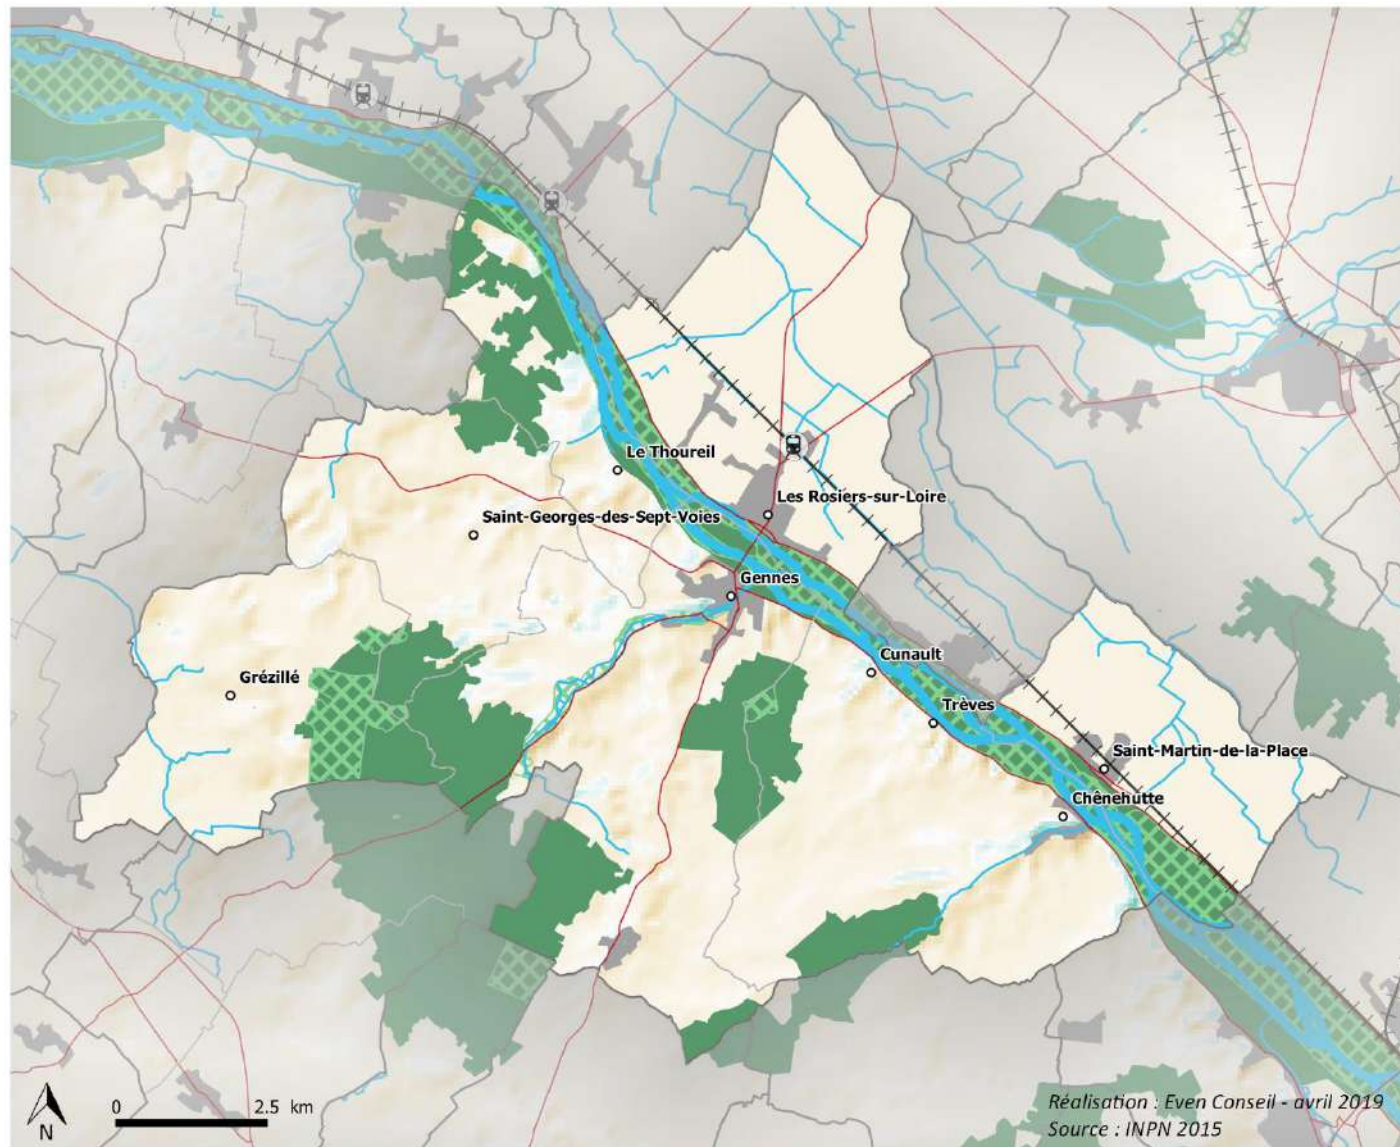 Le Thoureil
Les Rosiers-sur-Loire
Saint-Georges-des-Sept-Voies
Gennes
Cunault
Grézillé
Trèves
Saint-Martin-de-la-Place
Chênehutte
0 2.5 km
N
Réalisation : Even Conseil - avril 2019
Source : INPN 2015